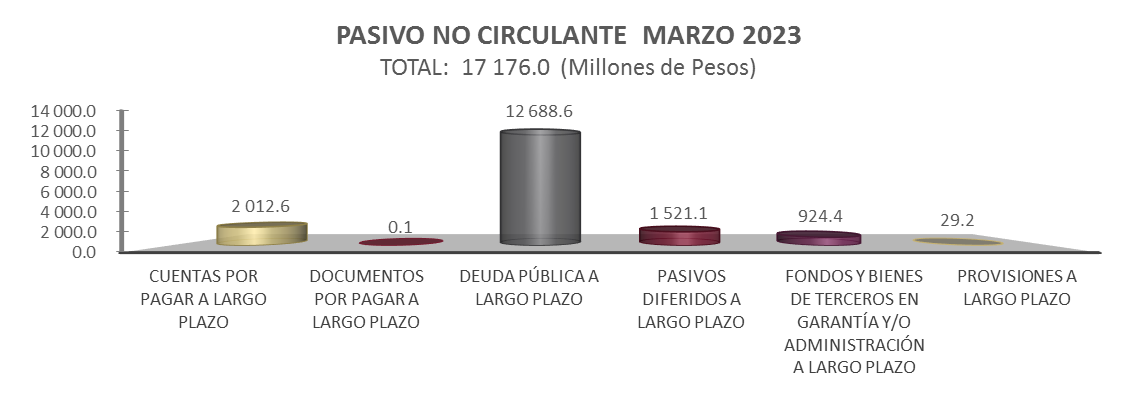 PASIVO NO CIRCULANTE  MARZO 2023
TOTAL:  17 176.0  (Millones de Pesos)
14 000.0
12 000.0
10 000.0
8 000.0
6 000.0
4 000.0
2 000.0
0.0
2 012.6
0.1
12 688.6
1 521.1
924.4
29.2
CUENTAS POR
PAGAR A LARGO
PLAZO
DOCUMENTOS
POR PAGAR A
LARGO PLAZO
DEUDA PÚBLICA A
LARGO PLAZO
PASIVOS
DIFERIDOS A
LARGO PLAZO
FONDOS Y BIENES
DE TERCEROS EN
GARANTÍA Y/O
ADMINISTRACIÓN
A LARGO PLAZO
PROVISIONES A
LARGO PLAZO